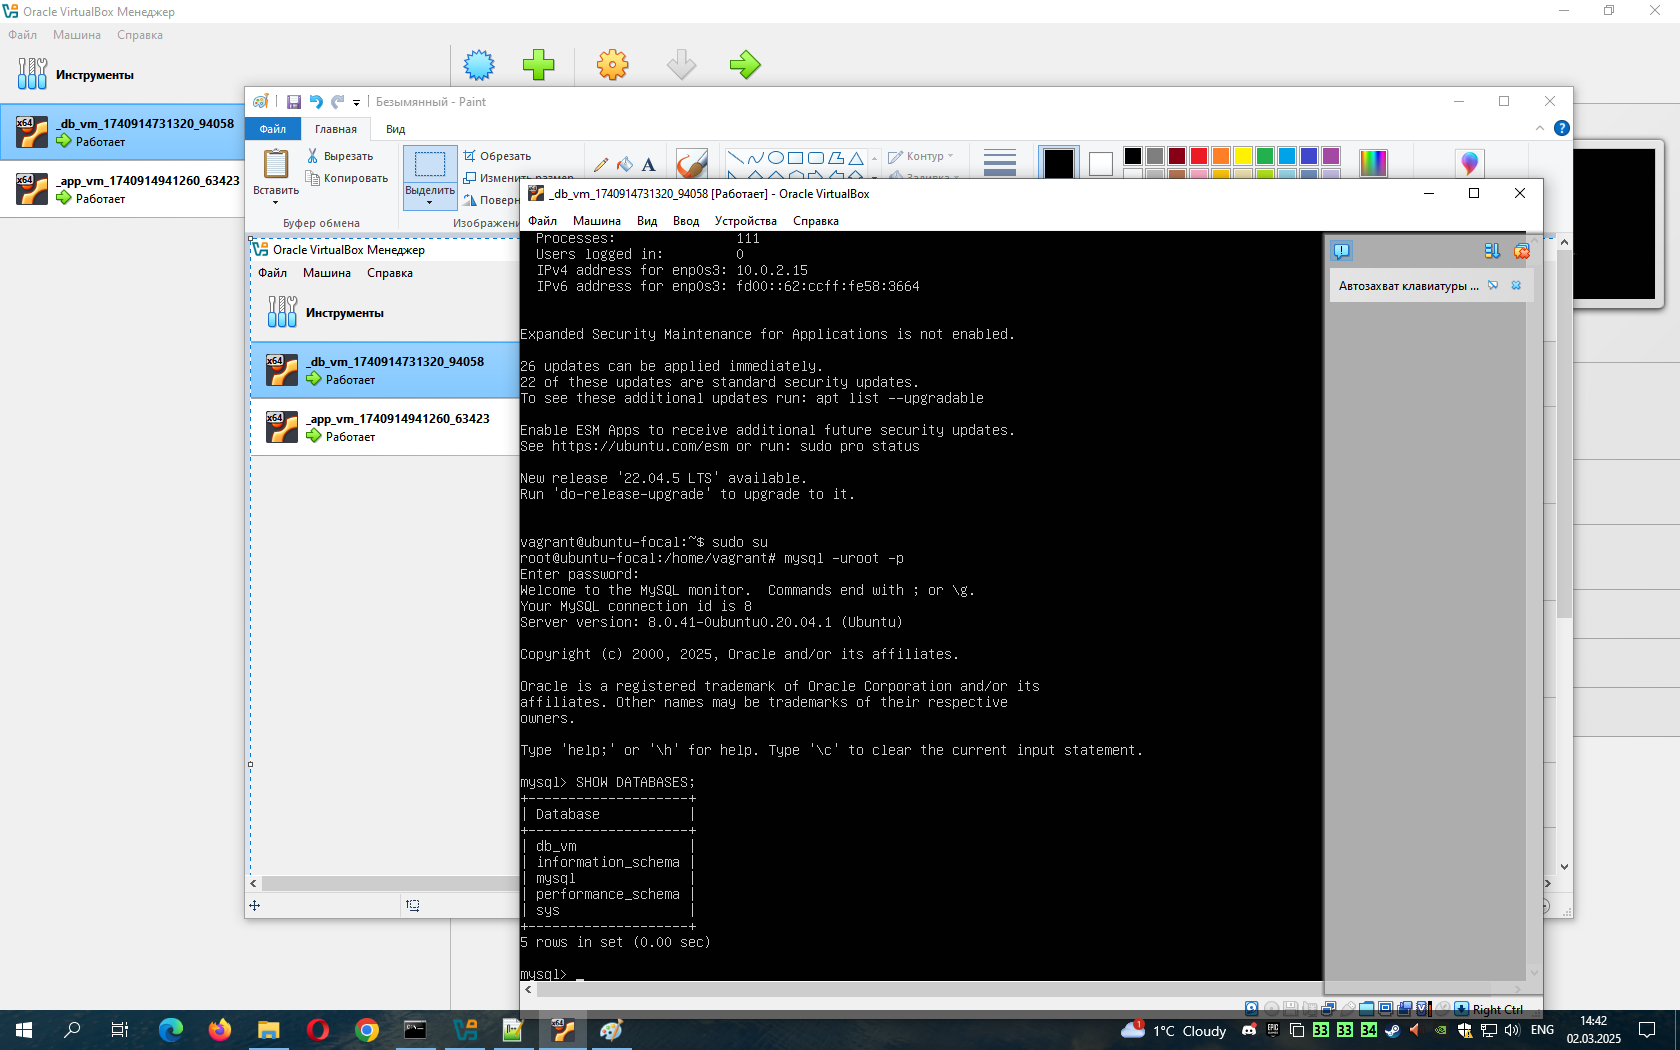 Oracle VirtualBox Менеджер
Файл Машина Справка
Инструменты
_db_vm_1740914731320_94058
Работает
_app_vm_1740914941260_63423
Работает
Безымянный - Paint
Файл Главная Вид
Вставить
Вырезать
Копировать
Буфер обмена
Выделить
Обрезать
Изменить размер
Поверн
Изображени
Контур
Заливка
Oracle VirtualBox Менеджер
Файл Машина Справка
Инструменты
_db_vm_1740914731320_94058
Работает
_app_vm_1740914941260_63423
Работает
_db_vm_1740914731320_94058 [Работает] - Oracle VirtualBox
Файл Машина Вид Ввод Устройства Справка
Processes: 111
Users logged in: 0
IPv4 address for enp0s3: 10.0.2.15
IPv6 address for enp0s3: fd00::62:ccff:fe58:3664
Expanded Security Maintenance for Applications is not enabled.
26 updates can be applied immediately.
22 of these updates are standard security updates.
To see these additional updates run: apt list --upgradable
Enable ESM Apps to receive additional future security updates.
See https://ubuntu.com/esm or run: sudo pro status
New release '22.04.5 LTS' available.
Run 'do-release-upgrade' to upgrade to it.
vagrant@ubuntu-focal:~$ sudo su
root@ubuntu-focal:/home/vagrant# mysql -uroot -p
Enter password:
Welcome to the MySQL monitor.  Commands end with ; or \g.
Your MySQL connection id is 8
Server version: 8.0.41-0ubuntu0.20.04.1 (Ubuntu)
Copyright (c) 2000, 2025, Oracle and/or its affiliates.
Oracle is a registered trademark of Oracle Corporation and/or its
affiliates. Other names may be trademarks of their respective
owners.
Type 'help;' or '\h' for help. Type '\c' to clear the current input statement.
mysql> SHOW DATABASES;
+--------------------+
| Database           |
+--------------------+
| db_vm              |
| information_schema |
| mysql              |
| performance_schema |
| sys                |
+--------------------+
5 rows in set (0.00 sec)
mysql> _
Автозахват клавиатуры ...
Right Ctrl
1°C Cloudy
33 33 34
ENG
14:42
02.03.2025